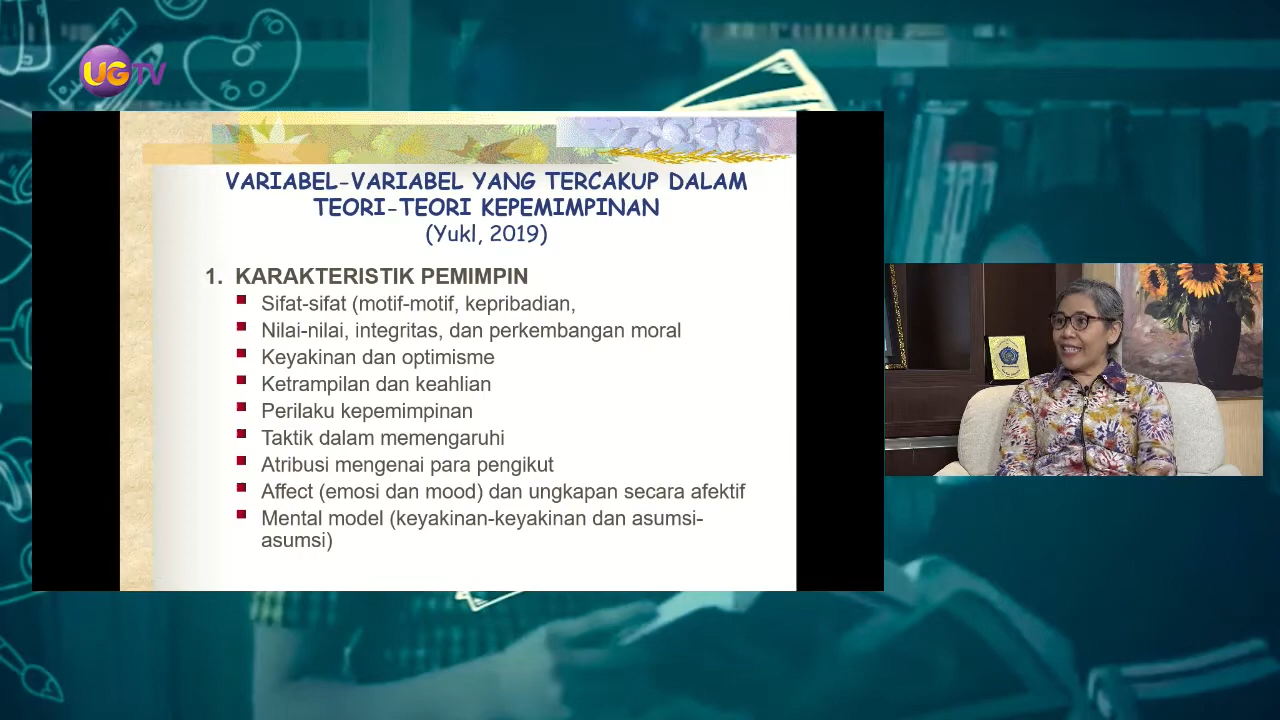 UGTV
VARIABEL-VARIABEL YANG TERCAKUP DALAM
TEORI-TEORI KEPEMIMPINAN
(Yukl, 2019)
1. KARAKTERISTIK PEMIMPIN
Sifat-sifat (motif-motif, kepribadian,
Nilai-nilai, integritas, dan perkembangan moral
Keyakinan dan optimisme
Ketrampilan dan keahlian
Perilaku kepemimpinan
Taktik dalam memengaruhi
Atribusi mengenai para pengikut
Affect (emosi dan mood) dan ungkapan secara afektif
Mental model (keyakinan-keyakinan dan asumsi-
asumsi)